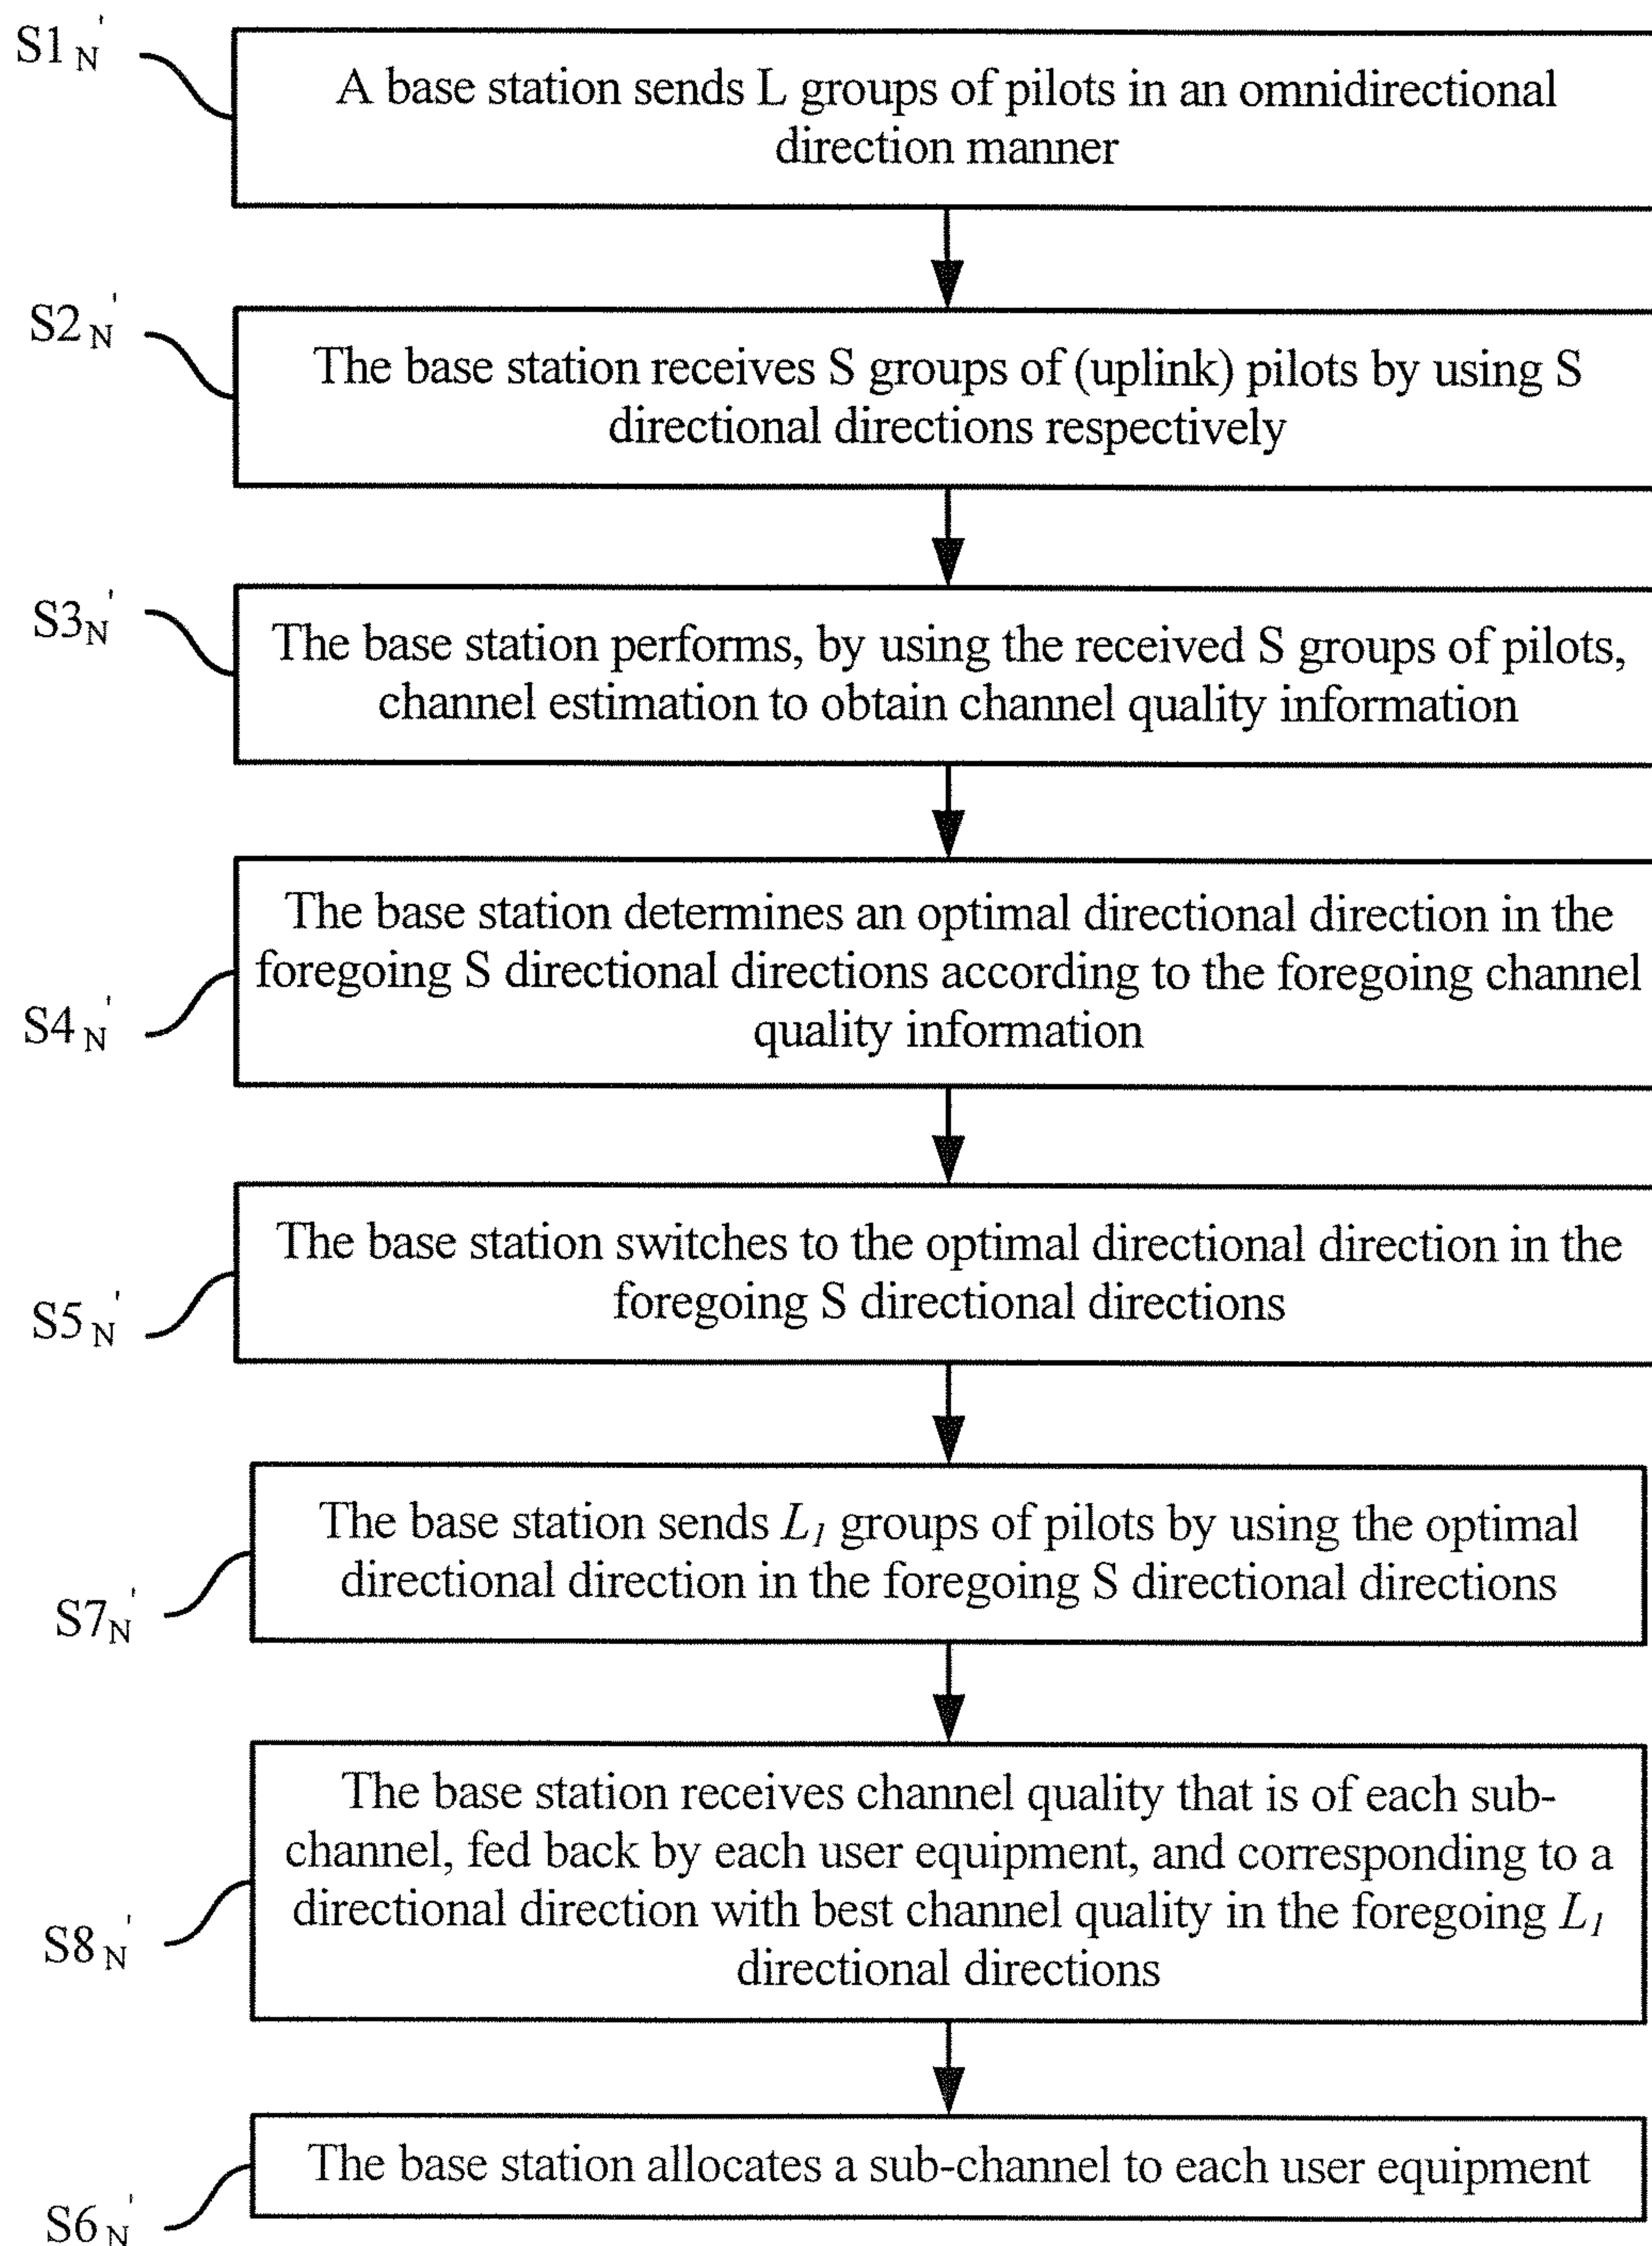 S1N'
A base station sends L groups of pilots in an omnidirectional
direction manner
S2N'
The base station receives S groups of (uplink) pilots by using S
directional directions respectively
S3N'
The base station performs, by using the received S groups of pilots,
channel estimation to obtain channel quality information
The base station determines an optimal directional direction in the
foregoing S directional directions according to the foregoing channel
quality information
S4N'
The base station switches to the optimal directional direction in the
foregoing S directional directions
S5N'
The base station sends L1 groups of pilots by using the optimal
directional direction in the foregoing S directional directions
S7N'
The base station receives channel quality that is of each sub-
channel, fed back by each user equipment, and corresponding to a
directional direction with best channel quality in the foregoing L1
directional directions
S8N'
The base station allocates a sub-channel to each user equipment
S6N'